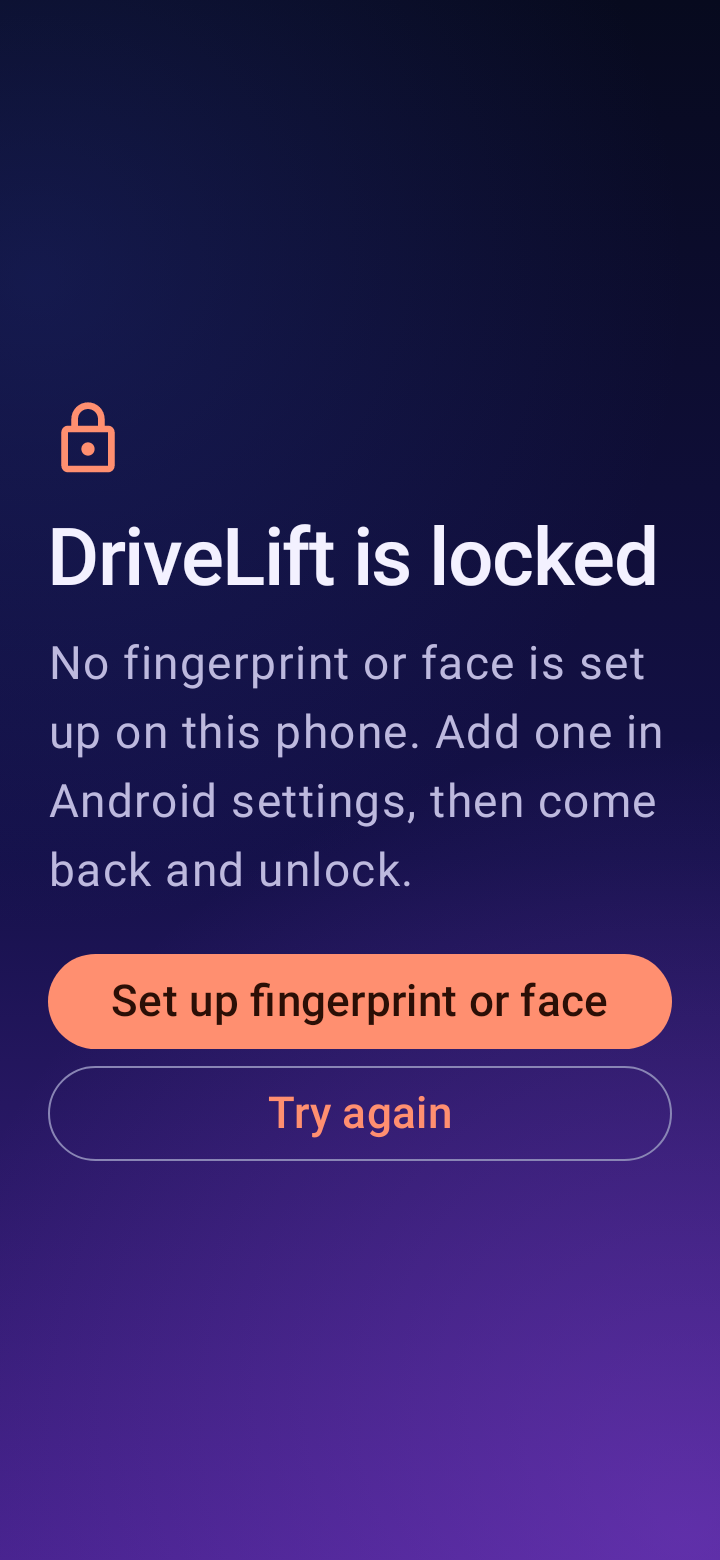 DriveLift is locked
No fingerprint or face is set
up on this phone. Add one in
Android settings, then come
back and unlock.
Set up fingerprint or face
Try again